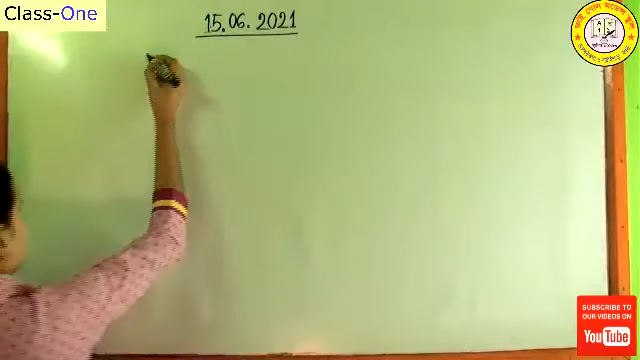 Class-One
15.06.2021
SUBSCRIBE TO
OUR VIDEOS ON
YouTube